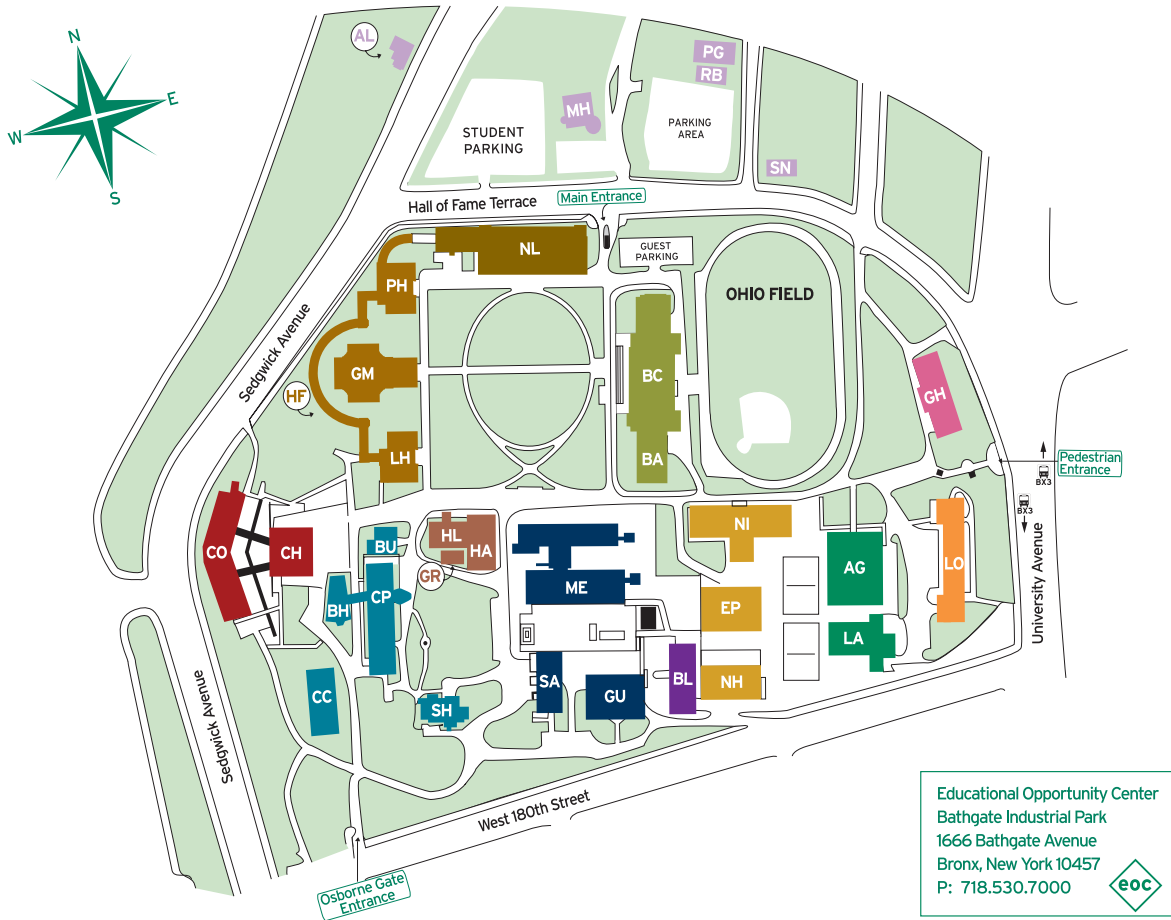 N
E
W
S
AL
PG
RB
MH
STUDENT
PARKING
PARKING
AREA
SN
Main Entrance
Hall of Fame Terrace
NL
GUEST
PARKING
PH
OHIO FIELD
Sedgwick Avenue
GM
BC
HF
GH
LH
BA
Pedestrian
Entrance
BX3
BX3
CO
CH
BU
HL
HA
GR
NI
ME
AG
LO
BH
CP
EP
LA
University Avenue
CC
SH
SA
GU
BL
NH
Sedgwick Avenue
West 180th Street
Osborne Gate
Entrance
Educational Opportunity Center
Bathgate Industrial Park
1666 Bathgate Avenue
Bronx, New York 10457
P: 718.530.7000
eoc